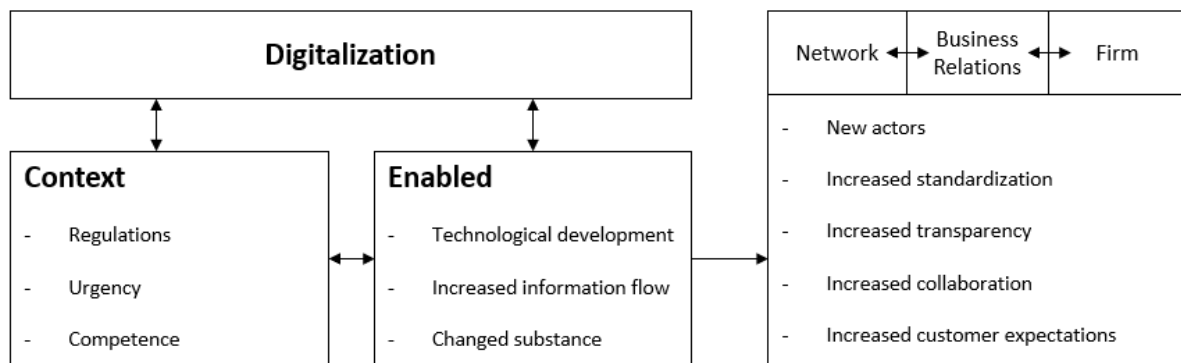 Digitalization
Network
Business
Relations
Firm
Context
- Regulations
- Urgency
- Competence
Enabled
- Technological development
- Increased information flow
- Changed substance
- New actors
- Increased standardization
- Increased transparency
- Increased collaboration
- Increased customer expectations